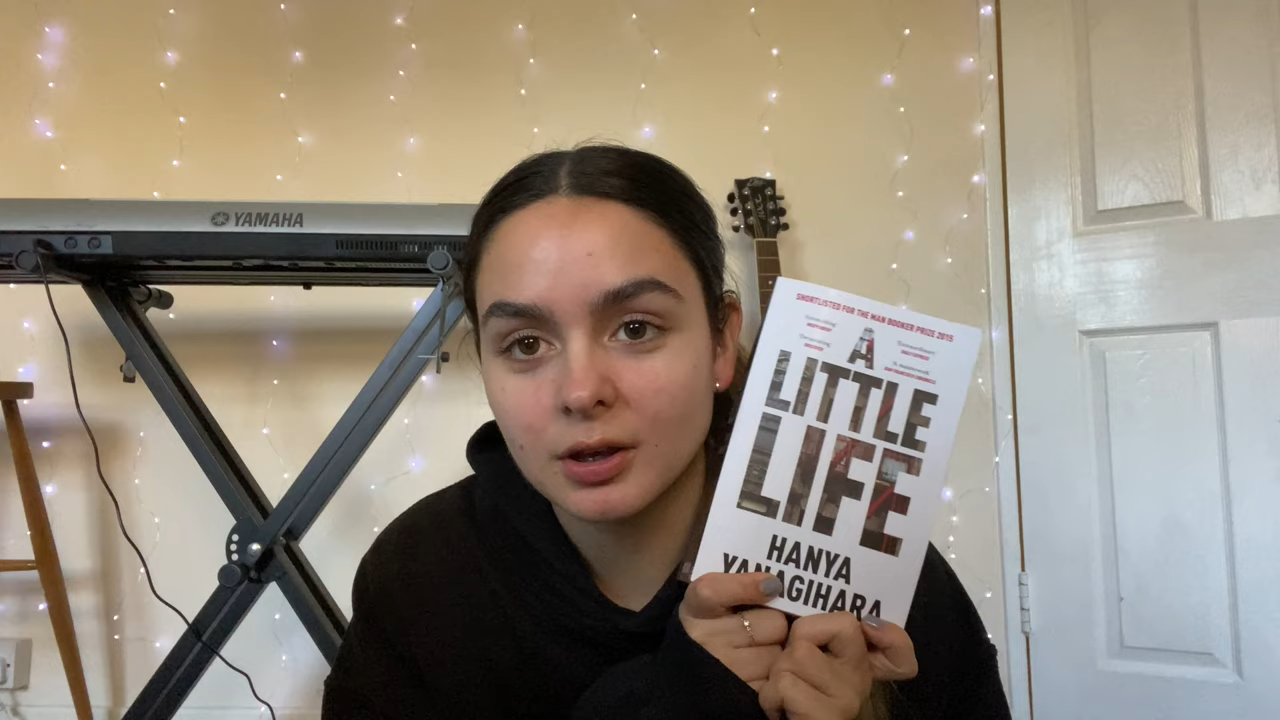 YAMAHA
SHORTLISTED FOR THE MAN BOOKER PRIZE 2015
A
LITTLE
LIFE
HANYA
YANAGIHARA